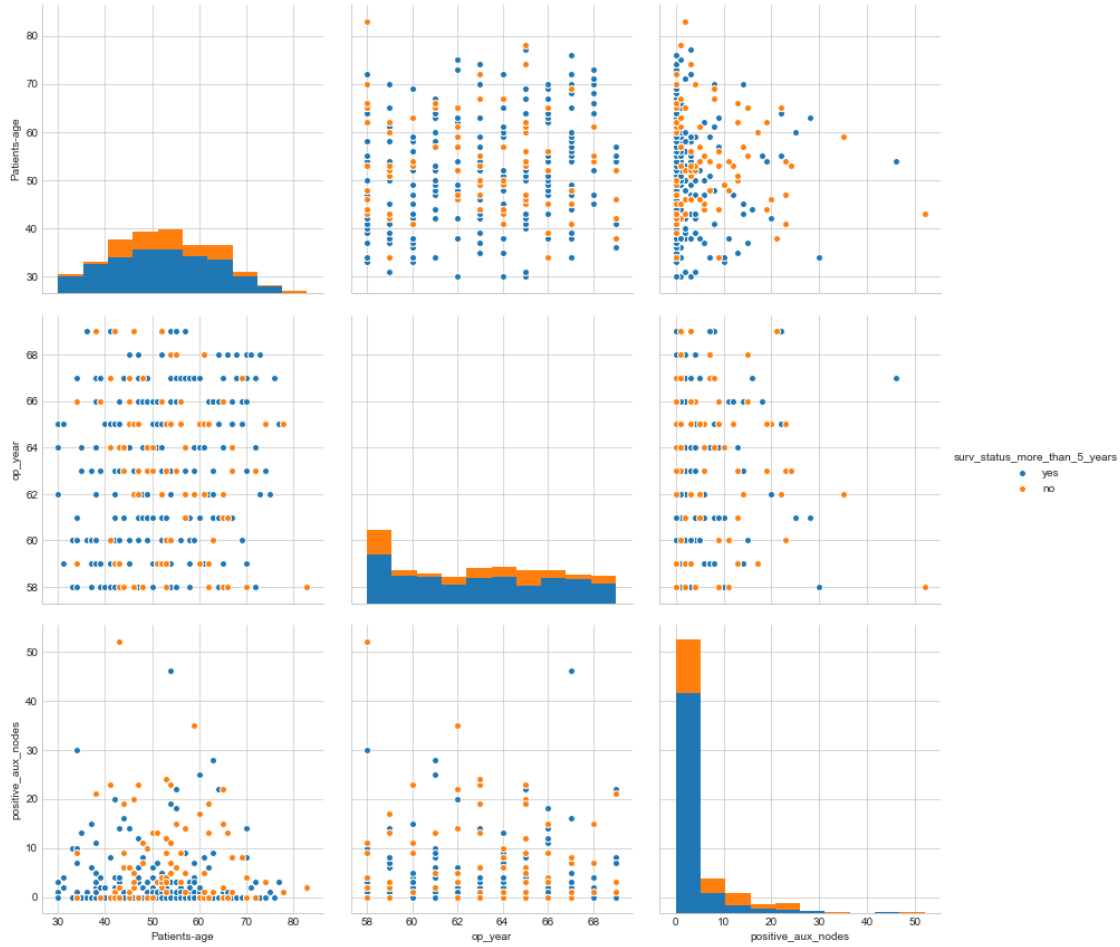 80
70
60
50
40
30
Patients-age
68
66
64
62
60
58
op_year
surv_status_more_than_5_years
yes
no
50
40
30
20
10
0
positive_aux_nodes
30 40 50 60 70 80
58 60 62 64 66 68
0 10 20 30 40 50
Patients-age
op_year
positive_aux_nodes